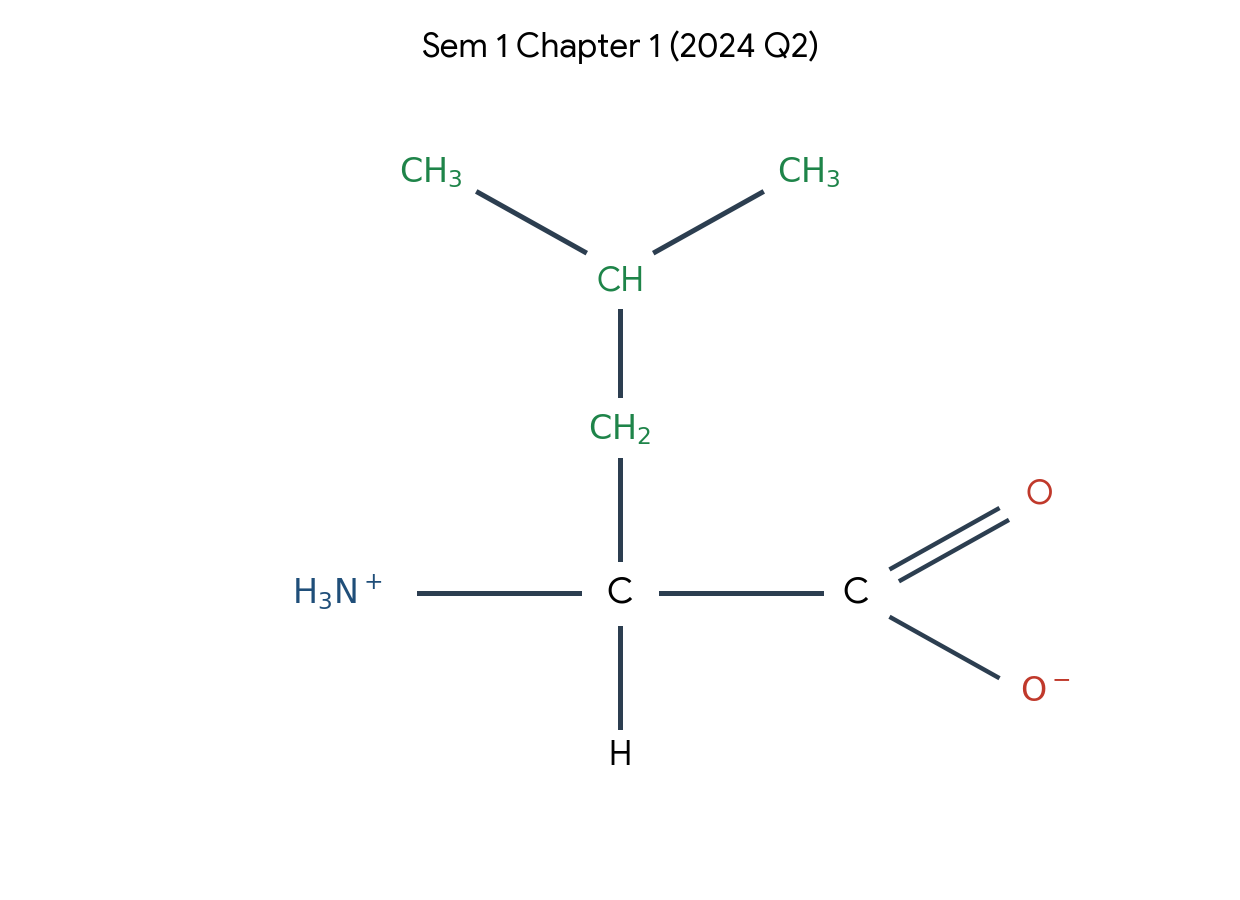 Sem 1 Chapter 1 (2024 Q2)
CH₃ CH₃
CH
CH₂
O
H₃N⁺ C C
O⁻
H